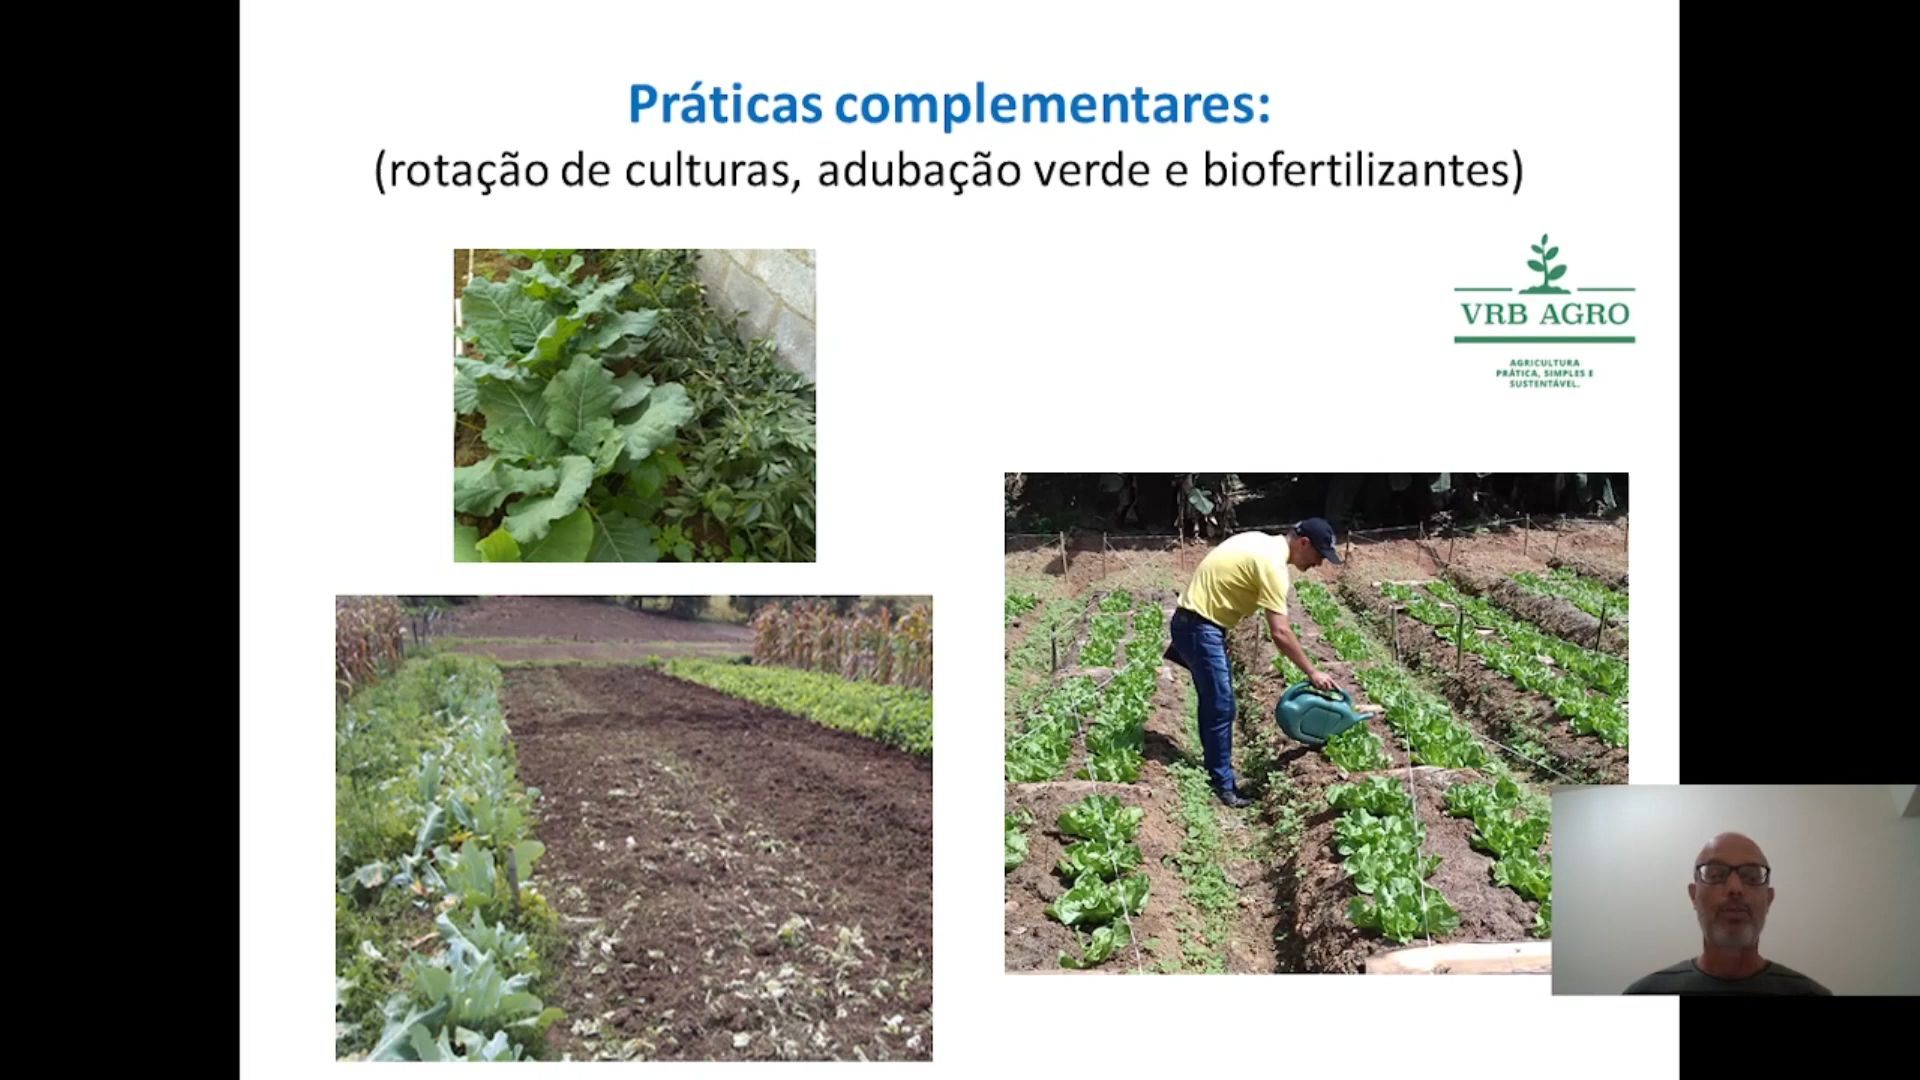 Práticas complementares:
(rotação de culturas, adubação verde e biofertilizantes)
VRB AGRO
AGRICULTURA
PRÁTICA, SIMPLES E
SUSTENTÁVEL.